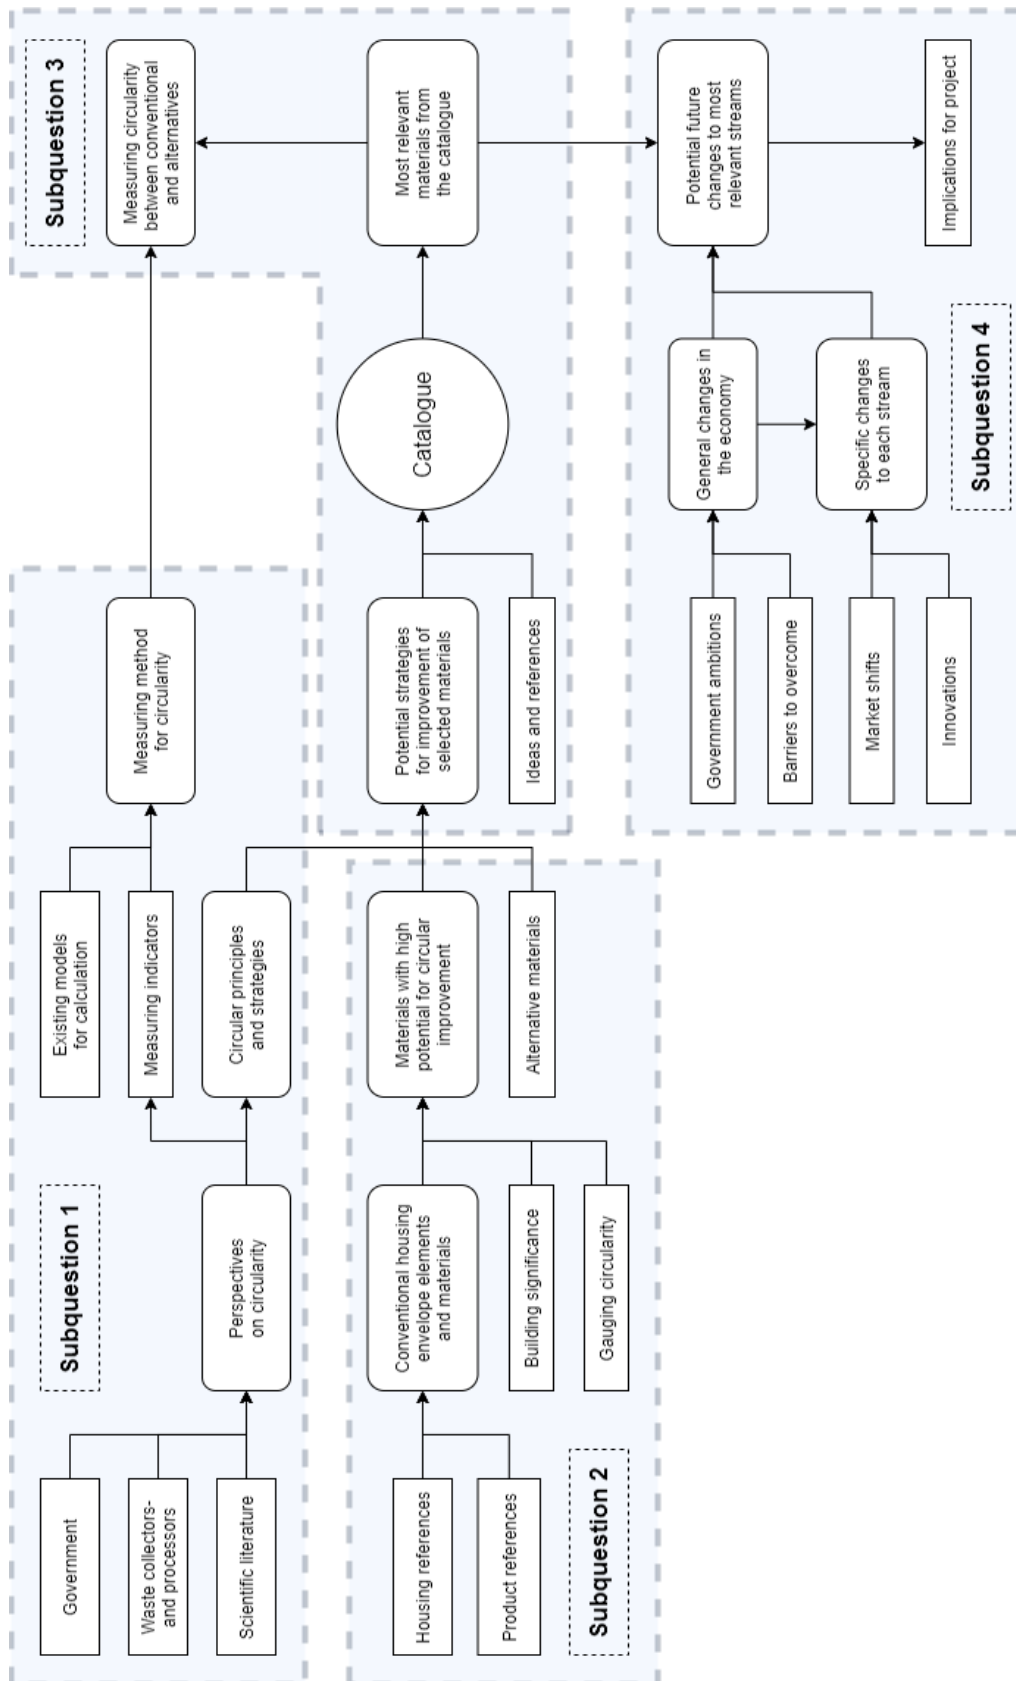 Subquestion 1
Government
Waste collectors-
and processors
Scientific literature
Perspectives
on circularity
Existing models
for calculation
Measuring indicators
Circular principles
and strategies
Measuring method
for circularity
Subquestion 2
Housing references
Product references
Conventional housing
envelope elements
and materials
Building significance
Gauging circularity
Materials with high
potential for circular
improvement
Alternative materials
Subquestion 3
Potential strategies
for improvement of
selected materials
Ideas and references
Catalogue
Most relevant
materials from
the catalogue
Measuring circularity
between conventional
and alternatives
Subquestion 4
Government ambitions
Barriers to overcome
Market shifts
Innovations
General changes in
the economy
Specific changes
to each stream
Potential future
changes to most
relevant streams
Implications for project